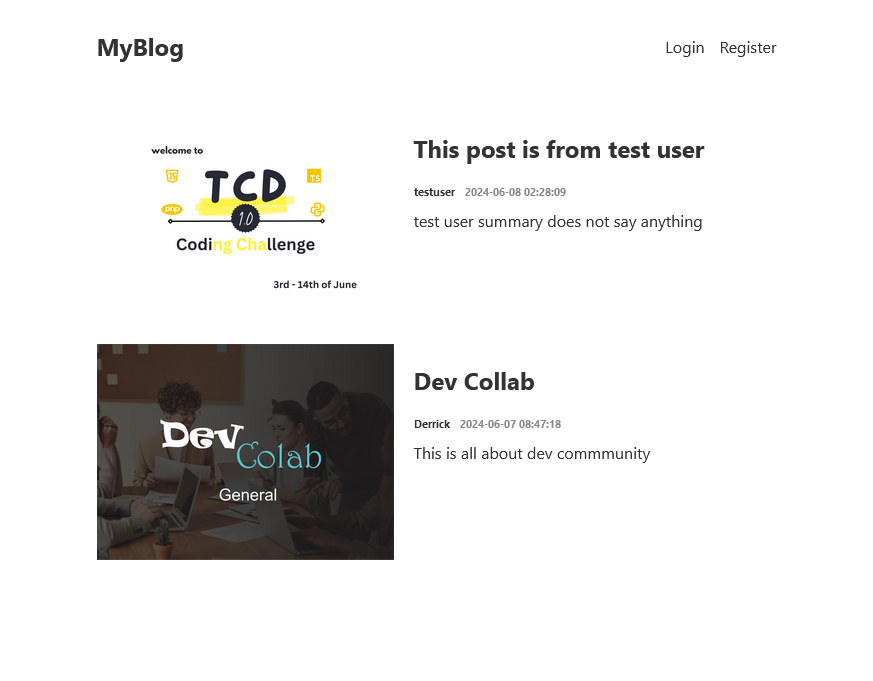 MyBlog
Login Register
welcome to
JS
TS
TCD
php
1.0
Coding Challenge
3rd - 14th of June
This post is from test user
testuser 2024-06-08 02:28:09
test user summary does not say anything
Dev
Colab
General
Dev Collab
Derrick 2024-06-07 08:47:18
This is all about dev commmunity